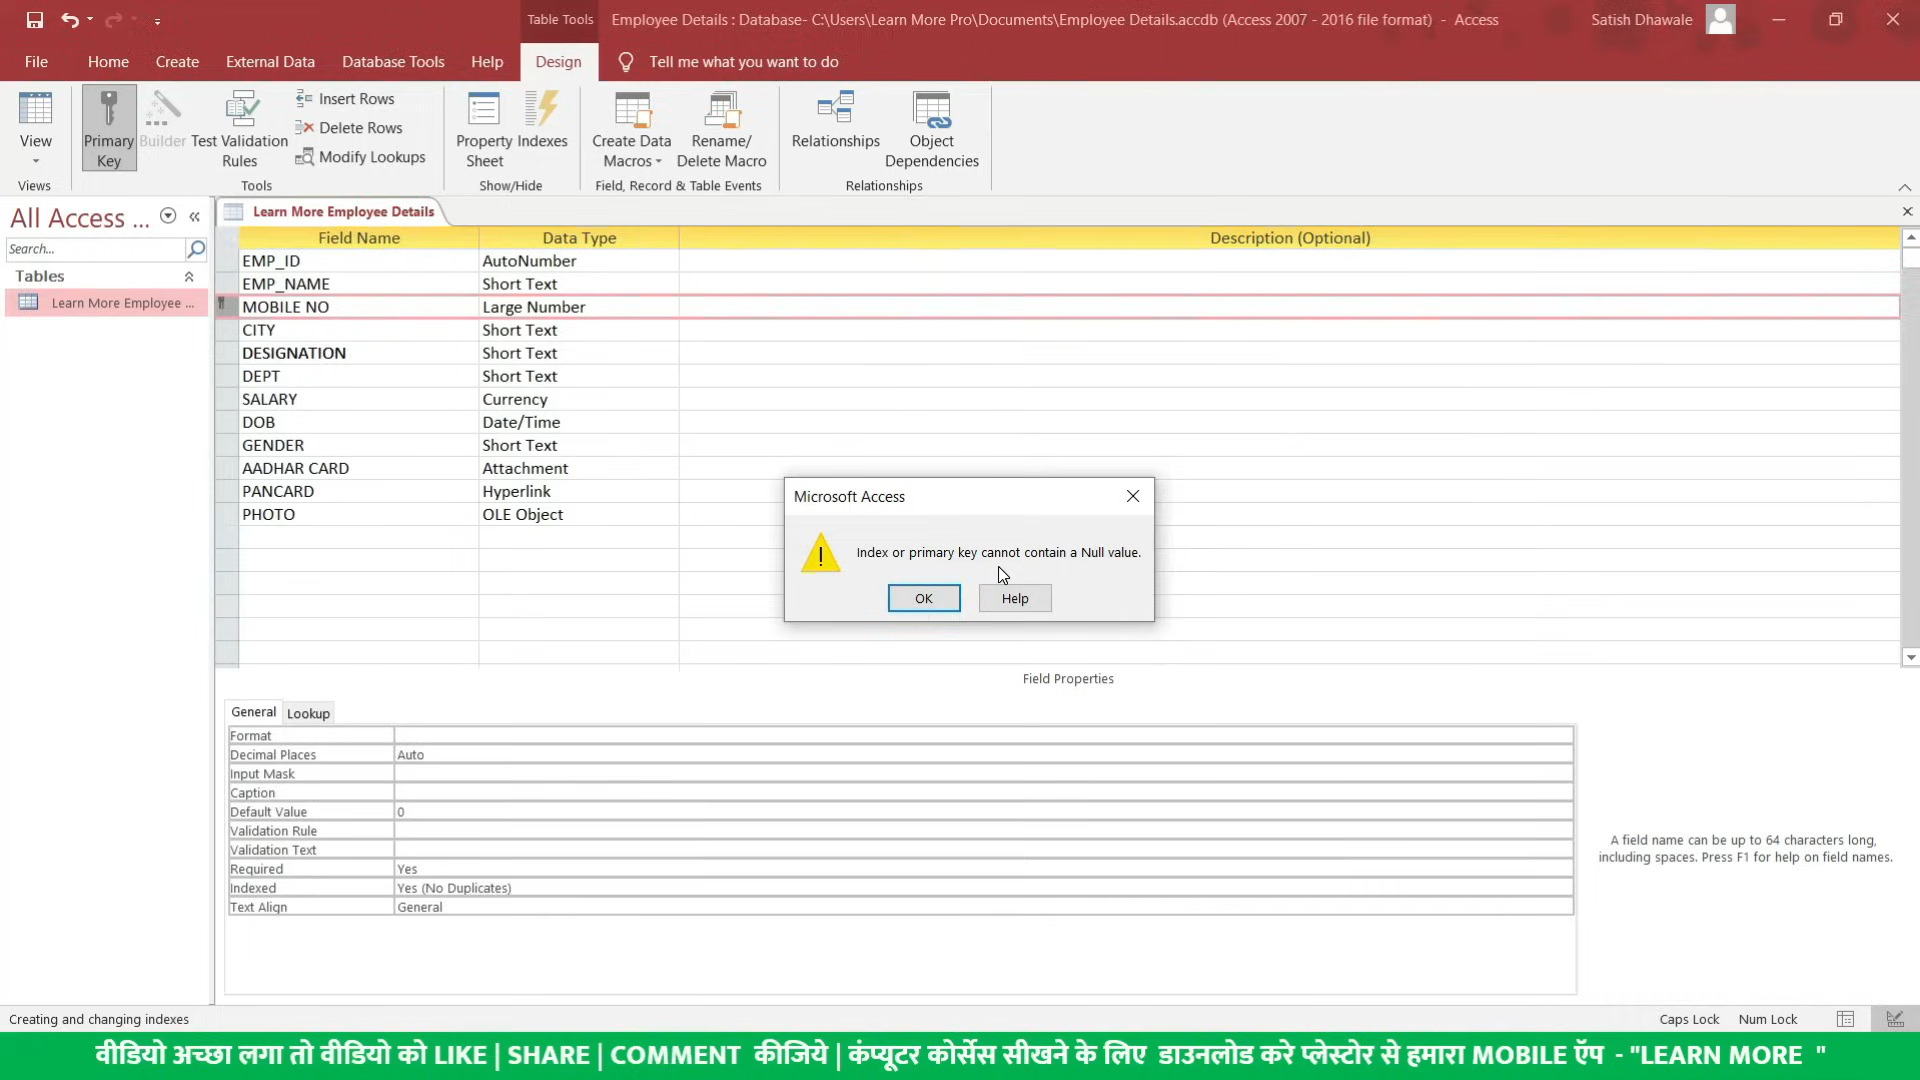 Table Tools
Employee Details : Database- C:\Users\Learn More Pro\Documents\Employee Details.accdb (Access 2007 - 2016 file format) - Access
Satish Dhawale
File Home Create External Data Database Tools Help Design Tell me what you want to do
View
Primary Key
Builder
Test Validation Rules
Insert Rows
Delete Rows
Modify Lookups
Property Sheet
Indexes
Create Data Macros
Rename/ Delete Macro
Relationships
Object Dependencies
Views
Tools
Show/Hide
Field, Record & Table Events
Relationships
All Access ...
Search...
Tables
Learn More Employee ...
Learn More Employee Details
Field Name Data Type Description (Optional)
EMP_ID AutoNumber
EMP_NAME Short Text
MOBILE NO Large Number
CITY Short Text
DESIGNATION Short Text
DEPT Short Text
SALARY Currency
DOB Date/Time
GENDER Short Text
AADHAR CARD Attachment
PANCARD Hyperlink
PHOTO OLE Object
Microsoft Access
Index or primary key cannot contain a Null value.
OK Help
Field Properties
General Lookup
Format
Decimal Places Auto
Input Mask
Caption
Default Value 0
Validation Rule
Validation Text
Required Yes
Indexed Yes (No Duplicates)
Text Align General
A field name can be up to 64 characters long,
including spaces. Press F1 for help on field names.
Creating and changing indexes
Caps Lock Num Lock
वीडियो अच्छा लगा तो वीडियो को LIKE | SHARE | COMMENT कीजिये | कंप्यूटर कोर्सेस सीखने के लिए डाउनलोड करे प्लेस्टोर से हमारा MOBILE ऍप - "LEARN MORE "